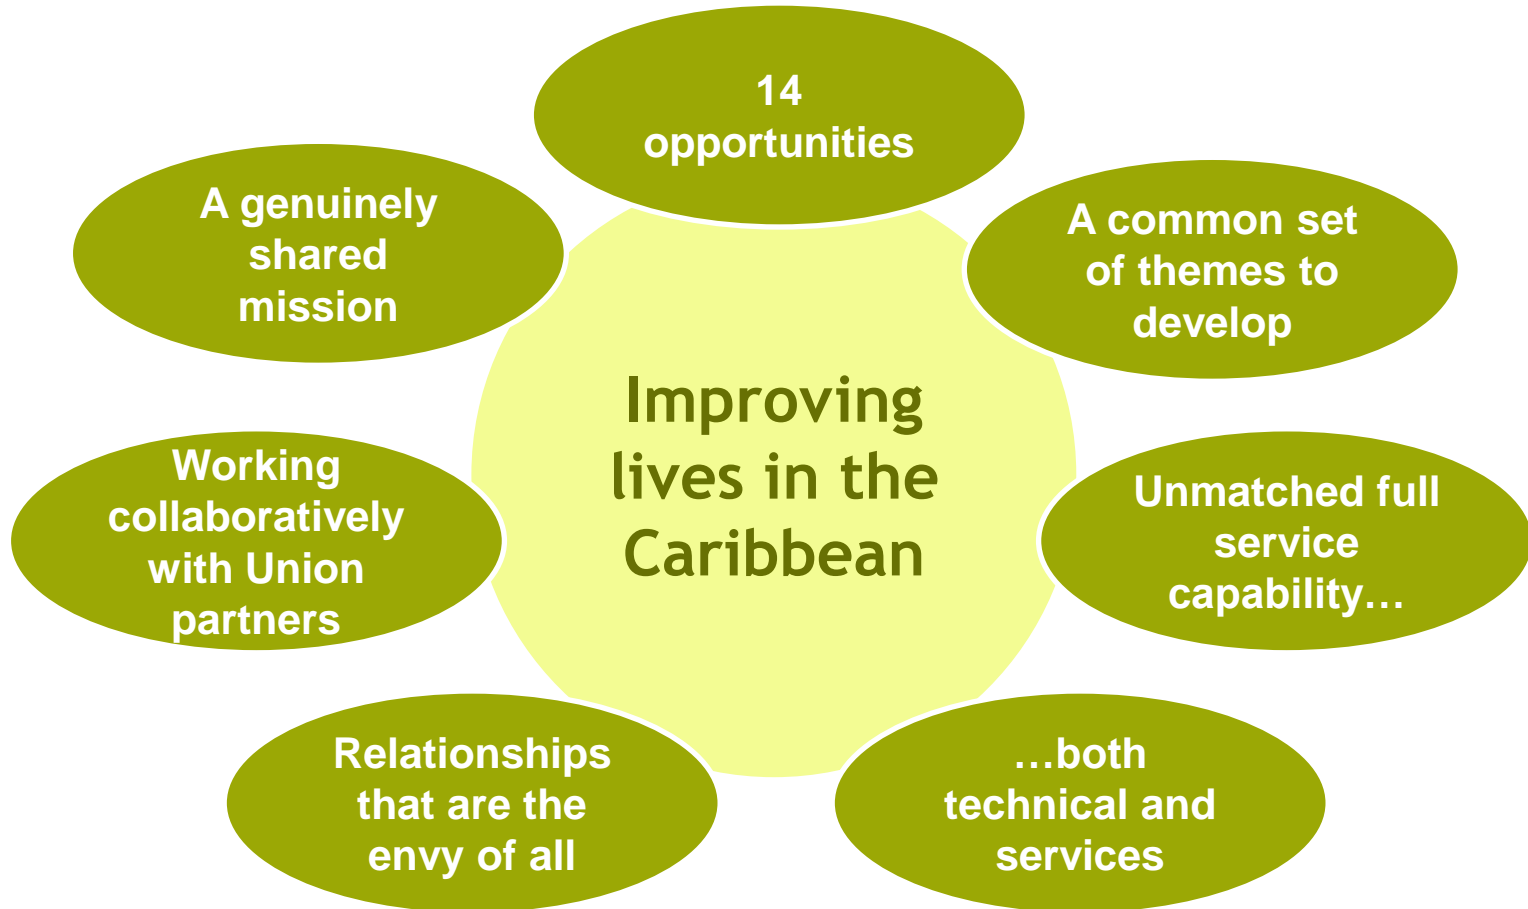 14
opportunities
A common set
of themes to
develop
Unmatched full
service
capability…
…both
technical and
services
Relationships
that are the
envy of all
Working
collaboratively
with Union
partners
A genuinely
shared
mission
Improving
lives in the
Caribbean